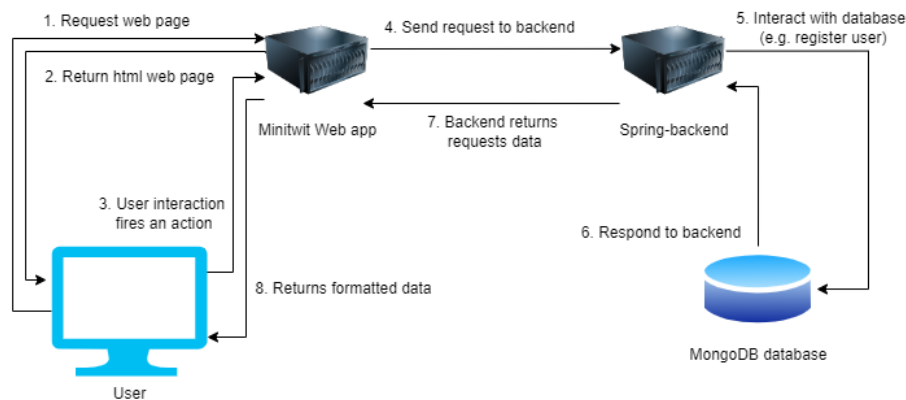 1. Request web page
4. Send request to backend
5. Interact with database
(e.g. register user)
2. Return html web page
Minitwit Web app
7. Backend returns
requests data
Spring-backend
3. User interaction
fires an action
6. Respond to backend
8. Returns formatted data
MongoDB database
User